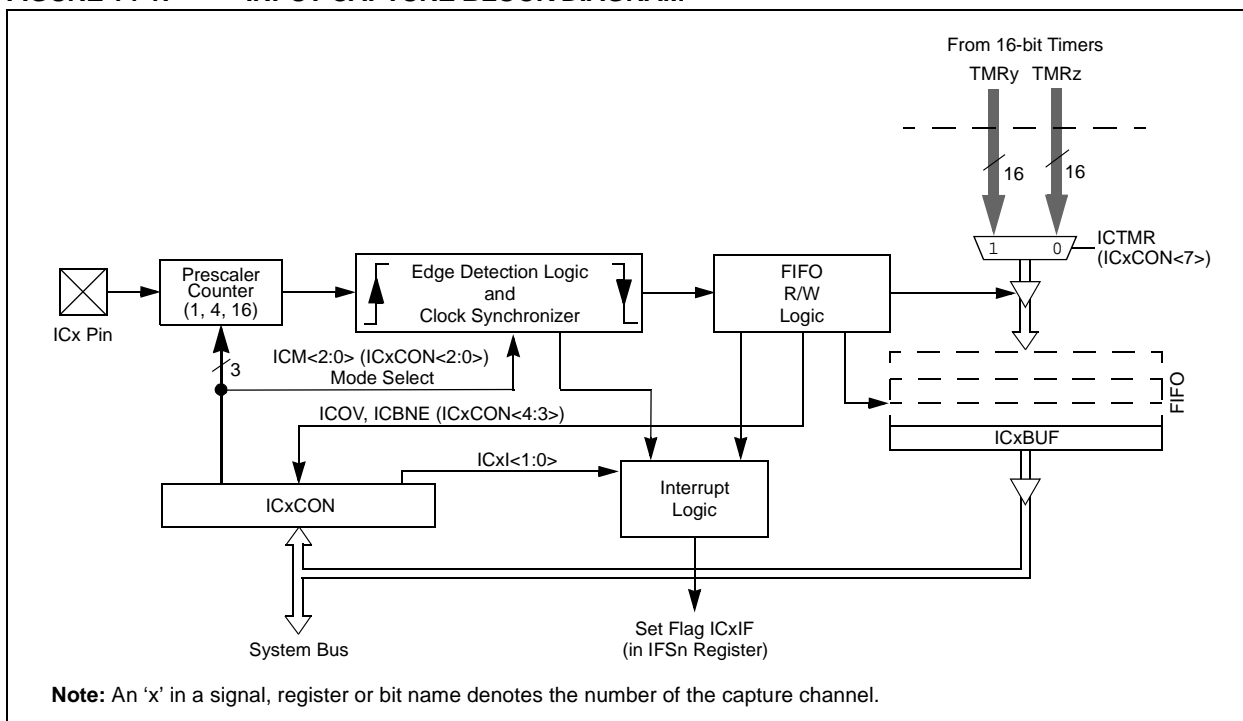 From 16-bit Timers
TMRy TMRz
16 16
1 0
ICTMR
(ICxCON<7>)
Prescaler
Counter
(1, 4, 16)
Edge Detection Logic
and
Clock Synchronizer
FIFO
R/W
Logic
ICx Pin
3
ICM<2:0> (ICxCON<2:0>)
Mode Select
FIFO
ICOV, ICBNE (ICxCON<4:3>)
ICxBUF
ICxI<1:0>
ICxCON
Interrupt
Logic
System Bus
Set Flag ICxIF
(in IFSn Register)
Note: An ‘x’ in a signal, register or bit name denotes the number of the capture channel.